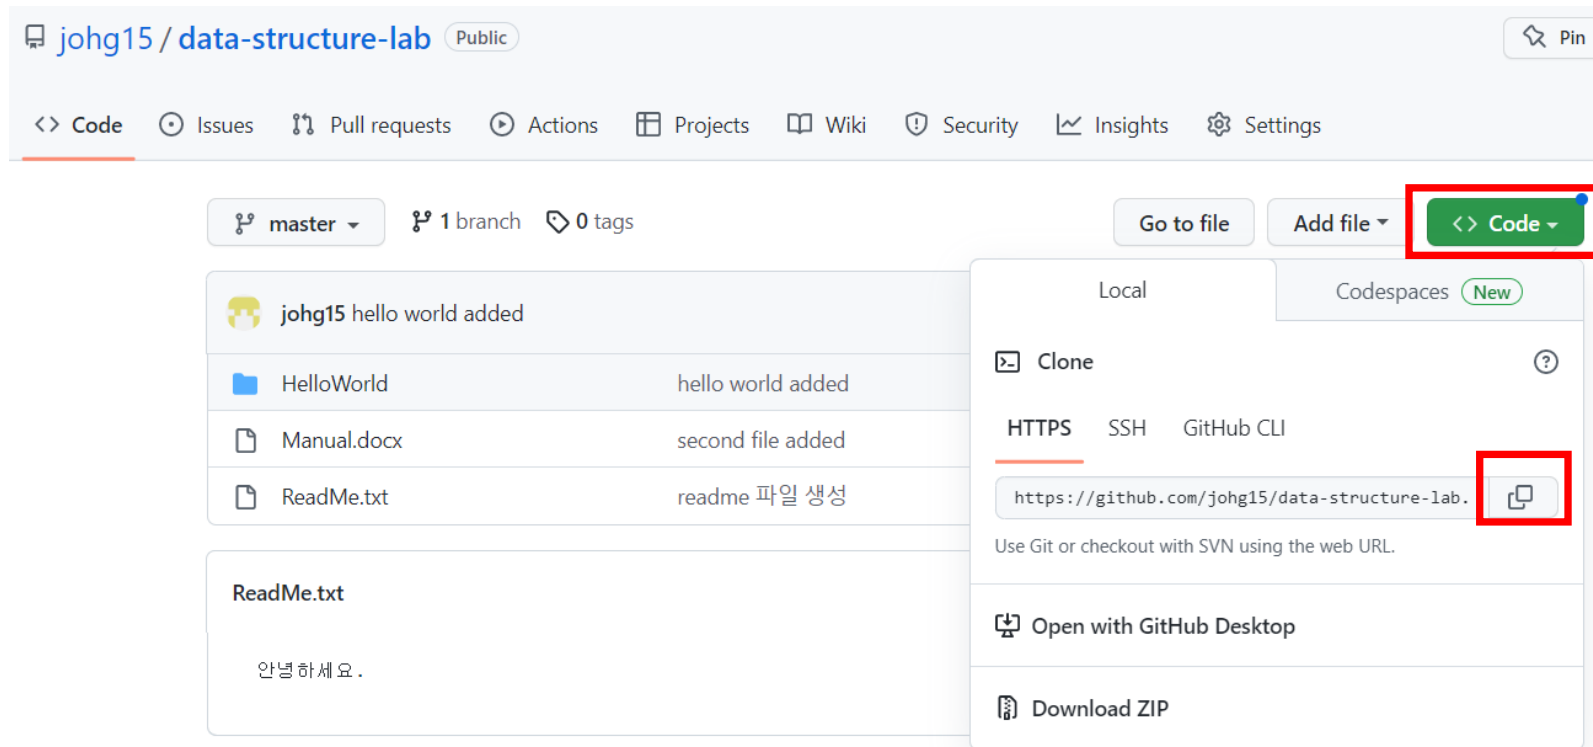 johg15 / data-structure-lab Public
Pin
Code Issues Pull requests Actions Projects Wiki Security Insights Settings
master 1 branch 0 tags Go to file Add file Code
johg15 hello world added
HelloWorld hello world added
Manual.docx second file added
ReadMe.txt readme 파일 생성
ReadMe.txt
안녕하세요.
Local Codespaces New
Clone
HTTPS SSH GitHub CLI
https://github.com/johg15/data-structure-lab.
Use Git or checkout with SVN using the web URL.
Open with GitHub Desktop
Download ZIP